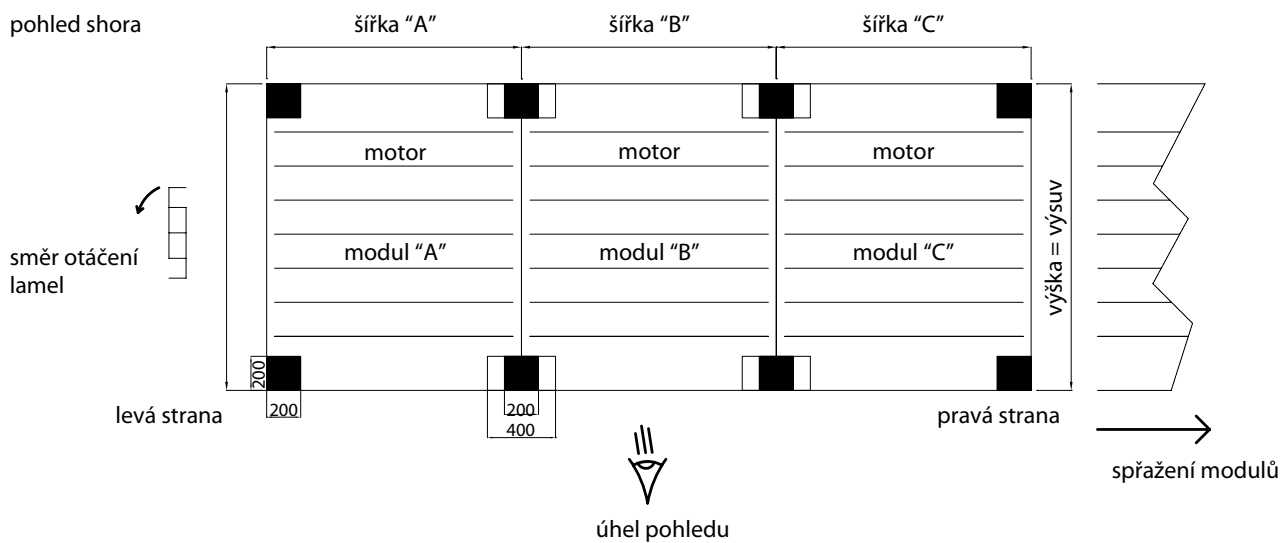 pohled shora
šířka “A”
šířka “B”
šířka “C”
motor
motor
motor
směr otáčení
lamel
modul “A”
modul “B”
modul “C”
výška = výsuv
200
200
200
400
levá strana
pravá strana
spřažení modulů
úhel pohledu